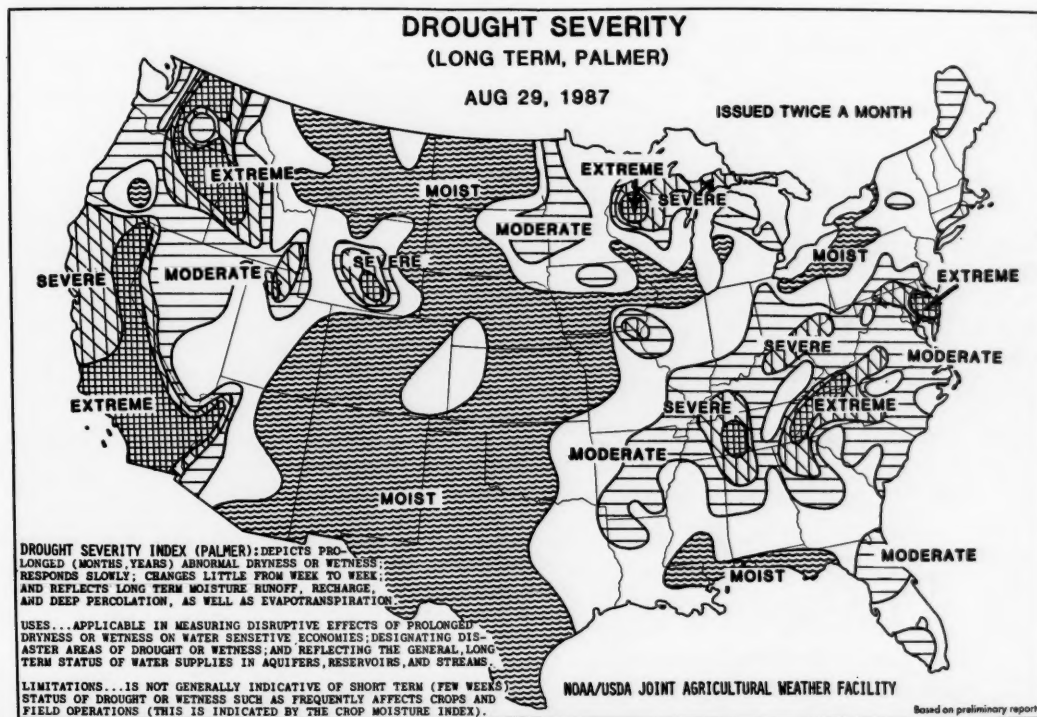 DROUGHT SEVERITY
(LONG TERM, PALMER)
AUG 29, 1987
ISSUED TWICE A MONTH
EXTREME
EXTREME
MOIST
SEVERE
MODERATE
MOIST
SEVERE
MODERATE
SEVERE
EXTREME
SEVERE
MODERATE
EXTREME
SEVERE
EXTREME
MODERATE
MOIST
MODERATE
MOIST
DROUGHT SEVERITY INDEX (PALMER):DEPICTS PRO-
LONGED (MONTHS,YEARS) ABNORMAL DRYNESS OR WETNESS;
RESPONDS SLOWLY; CHANGES LITTLE FROM WEEK TO WEEK;
AND REFLECTS LONG TERM MOISTURE RUNOFF, RECHARGE,
AND DEEP PERCOLATION, AS WELL AS EVAPOTRANSPIRATION.
USES...APPLICABLE IN MEASURING DISRUPTIVE EFFECTS OF PROLONGED
DRYNESS OR WETNESS ON WATER SENSETIVE ECONOMIES;DESIGNATING DIS-
ASTER AREAS OF DROUGHT OR WETNESS;AND REFLECTING THE GENERAL,LONG
TERM STATUS OF WATER SUPPLIES IN AQUIFERS,RESERVOIRS,AND STREAMS.
LIMITATIONS...IS NOT GENERALLY INDICATIVE OF SHORT TERM (FEW WEEKS)
STATUS OF DROUGHT OR WETNESS SUCH AS FREQUENTLY AFFECTS CROPS AND
FIELD OPERATIONS (THIS IS INDICATED BY THE CROP MOISTURE INDEX).
NOAA/USDA JOINT AGRICULTURAL WEATHER FACILITY
Based on preliminary report